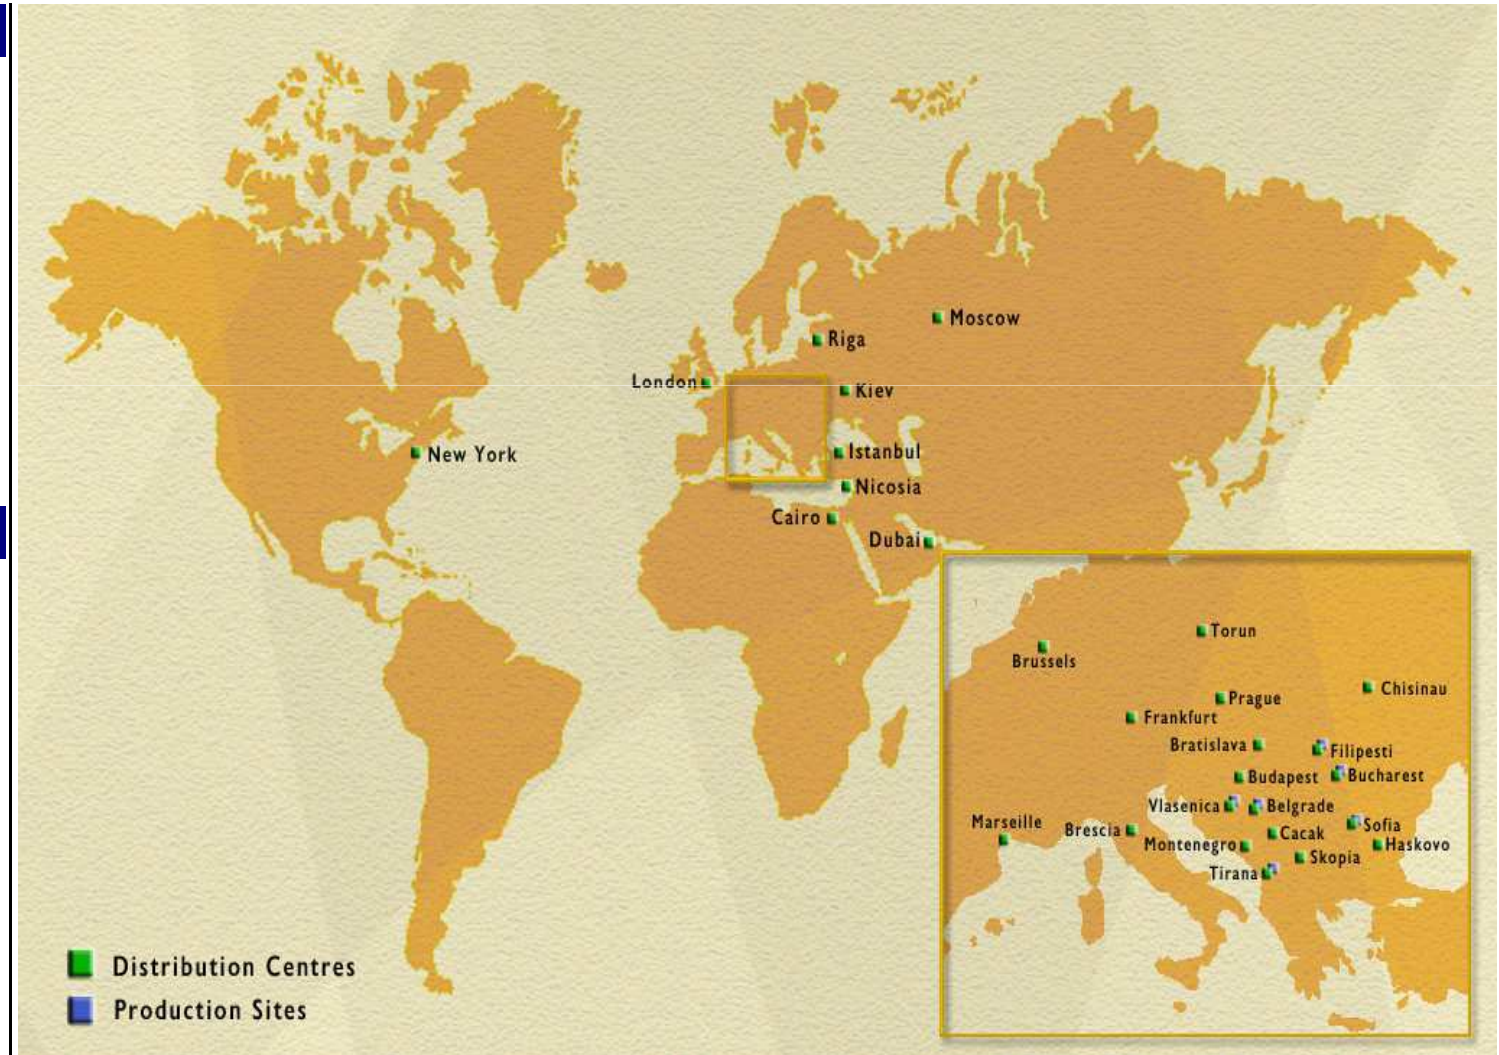 Moscow
Riga
London
Kiev
New York
Istanbul
Nicosia
Cairo
Dubai
Torun
Brussels
Chisinau
Prague
Frankfurt
Bratislava
Filipesti
Budapest
Bucharest
Vlasenica
Belgrade
Marseille
Brescia
Cacak
Sofia
Montenegro
Haskovo
Skopia
Tirana
Distribution Centres
Production Sites